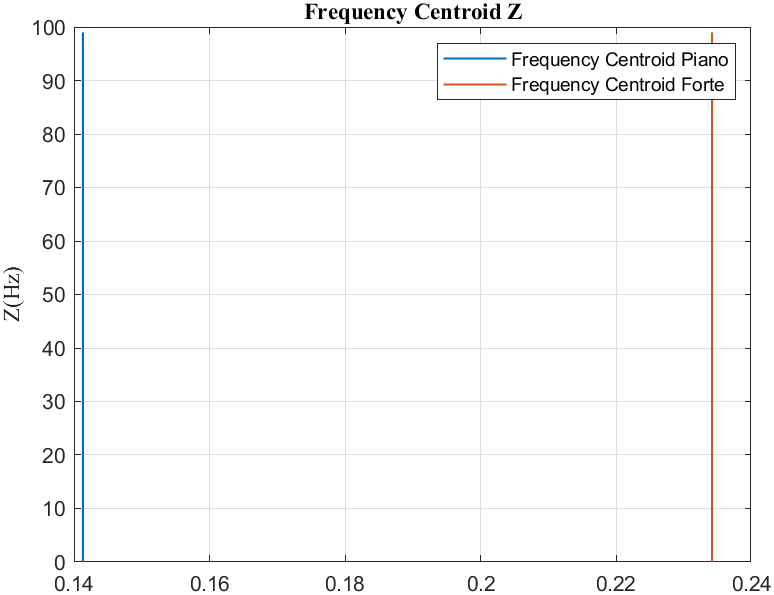 Frequency Centroid Z
Frequency Centroid Piano
Frequency Centroid Forte
Z(Hz)
100
90
80
70
60
50
40
30
20
10
0
0.14 0.16 0.18 0.2 0.22 0.24